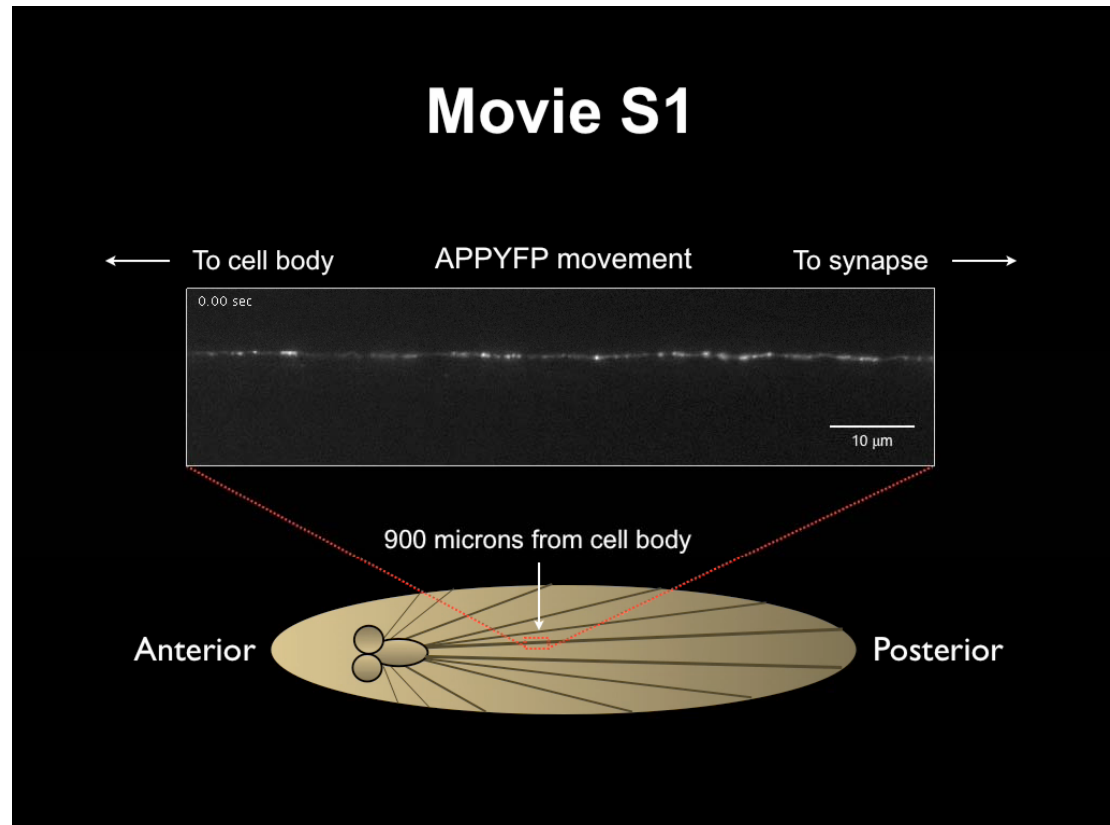 Movie S1
To cell body
APPYFP movement
To synapse
0.00 sec
10 μm
900 microns from cell body
Anterior
Posterior